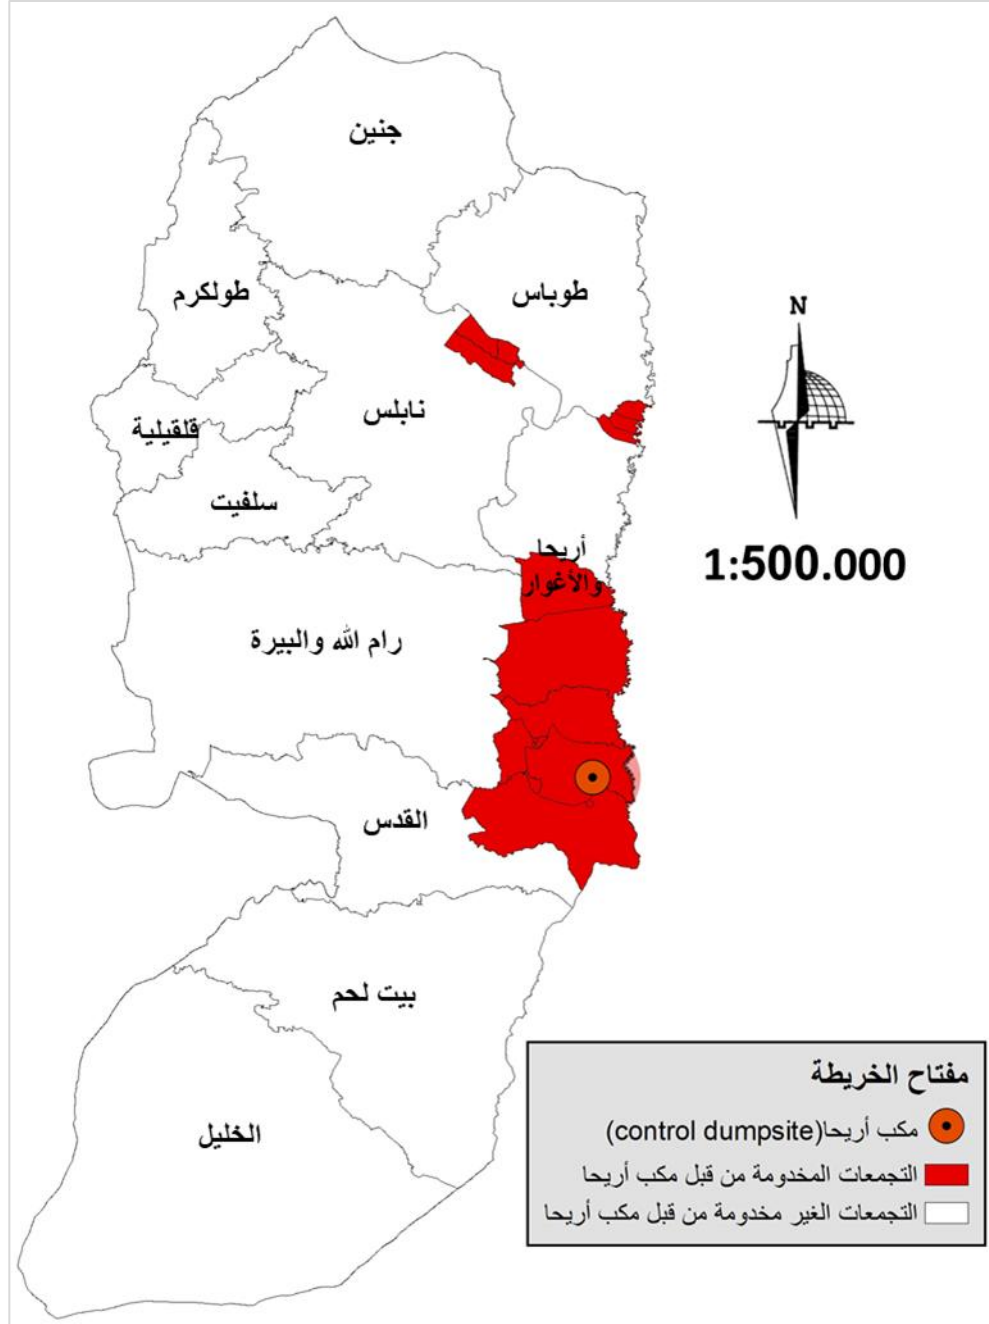 جنين
طوباس
طولكرم
N
نابلس
قلقيلية
سلفيت
أريحا
والأغوار
1:500.000
رام الله والبيرة
القدس
بيت لحم
الخليل
مفتاح الخريطة
مكب أريحا(control dumpsite)
التجمعات المخدومة من قبل مكب أريحا
التجمعات الغير مخدومة من قبل مكب أريحا